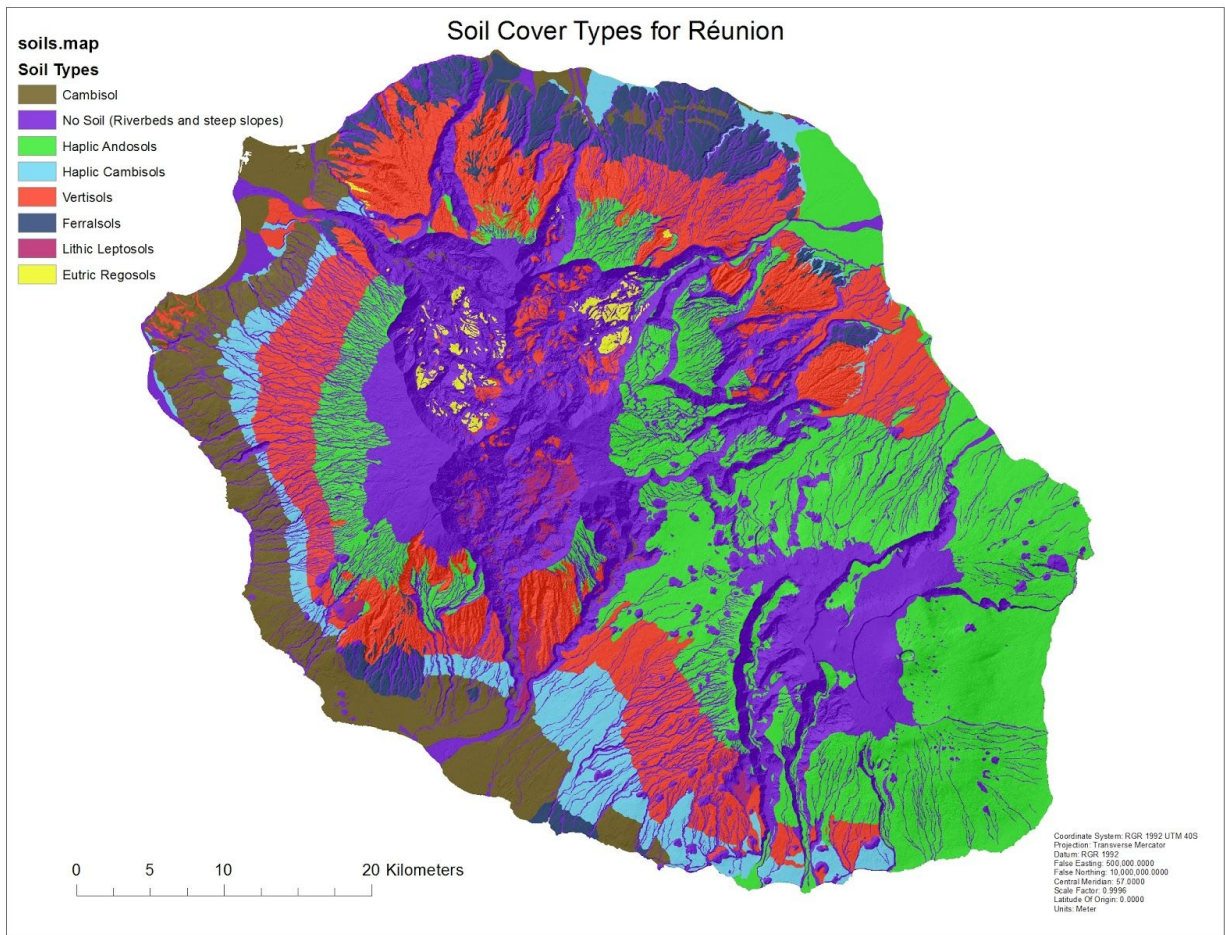 Soil Cover Types for Réunion
soils.map
Soil Types
Cambisol
No Soil (Riverbeds and steep slopes)
Haplic Andosols
Haplic Cambisols
Vertisols
Ferralsols
Lithic Leptosols
Eutric Regosols
0 5 10 20 Kilometers
Coordinate System: RGR 1992 UTM 40S
Projection: Transverse Mercator
Datum: RGR 1992
False Easting: 500,000.0000
False Northing: 10,000,000.0000
Central Meridian: 57.0000
Scale Factor: 0.9996
Latitude Of Origin: 0.0000
Units: Meter